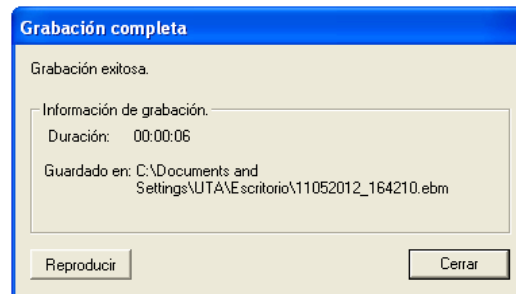 Grabación completa
Grabación exitosa.
Información de grabación.
Duración: 00:00:06
Guardado en: C:\Documents and
Settings\UTA\Escritorio\11052012_164210.ebm
Reproducir
Cerrar